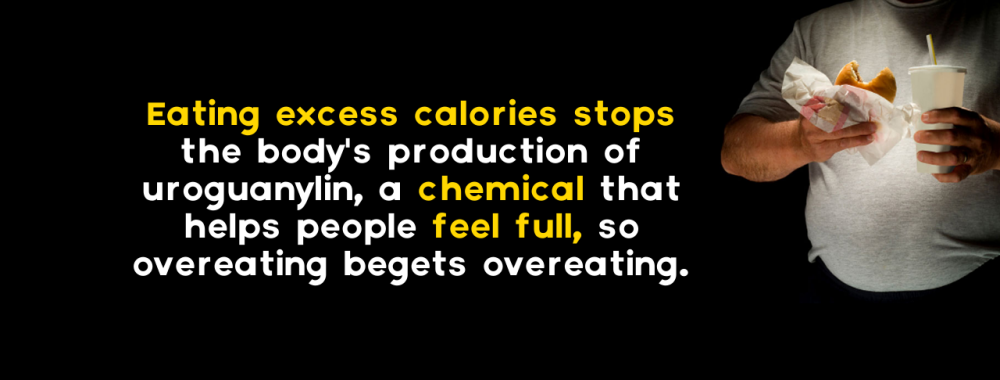 Eating excess calories stops
the body's production of
uroguanylin, a chemical that
helps people feel full, so
overeating begets overeating.